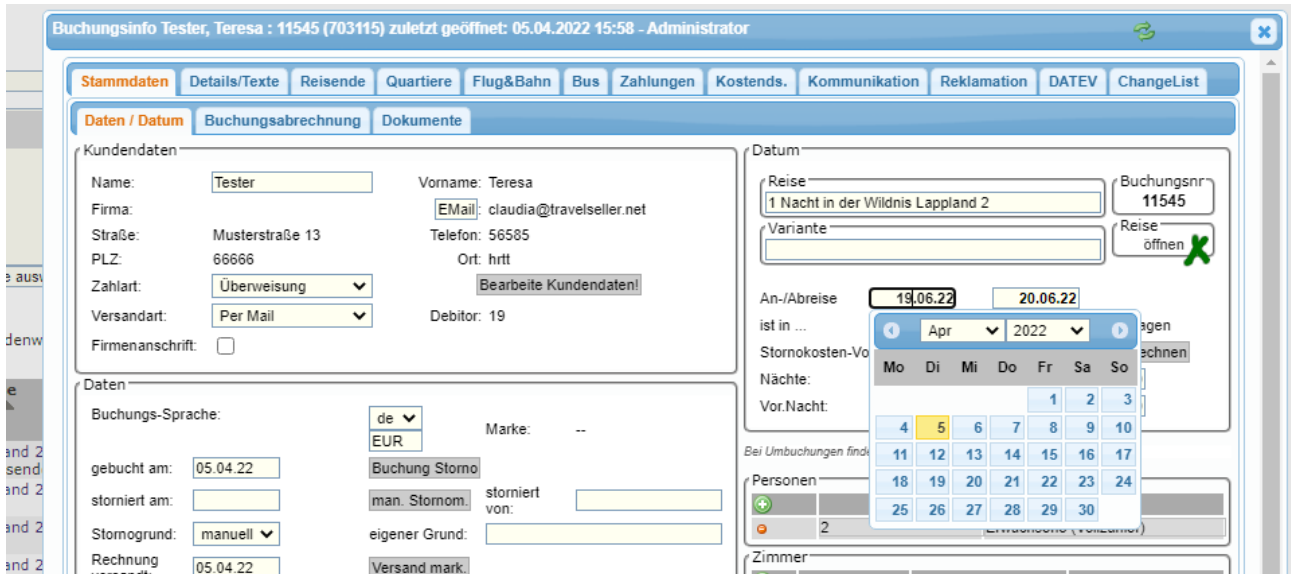 Buchungsinfo Tester, Teresa : 11545 (703115) zuletzt geöffnet: 05.04.2022 15:58 - Administrator
Stammdaten Details/Texte Reisende Quartiere Flug&Bahn Bus Zahlungen Kostends. Kommunikation Reklamation DATEV ChangeList
Daten / Datum Buchungsabrechnung Dokumente
Kundendaten
Name: Tester Vorname: Teresa
Firma: EMail: claudia@travelseller.net
Straße: Musterstraße 13 Telefon: 56585
PLZ: 66666 Ort: hrtt
Zahlart: Überweisung Bearbeite Kundendaten!
Versandart: Per Mail Debitor: 19
Firmenanschrift:
Daten
Buchungs-Sprache: de
EUR Marke: --
gebucht am: 05.04.22 Buchung Storno
storniert am: man. Stornom. storniert von:
Stornogrund: manuell eigener Grund:
Rechnung 05.04.22 Versand mark.
Datum
Reise
1 Nacht in der Wildnis Lappland 2
Buchungsnr
11545
Variante
Reise
öffnen
An-/Abreise 19.06.22 20.06.22
ist in ...
Stornokosten-Vo
Nächte:
Vor.Nacht:
Apr 2022
Mo Di Mi Do Fr Sa So
1 2 3
4 5 6 7 8 9 10
11 12 13 14 15 16 17
18 19 20 21 22 23 24
25 26 27 28 29 30
Bei Umbuchungen finde
Personen
2
Zimmer